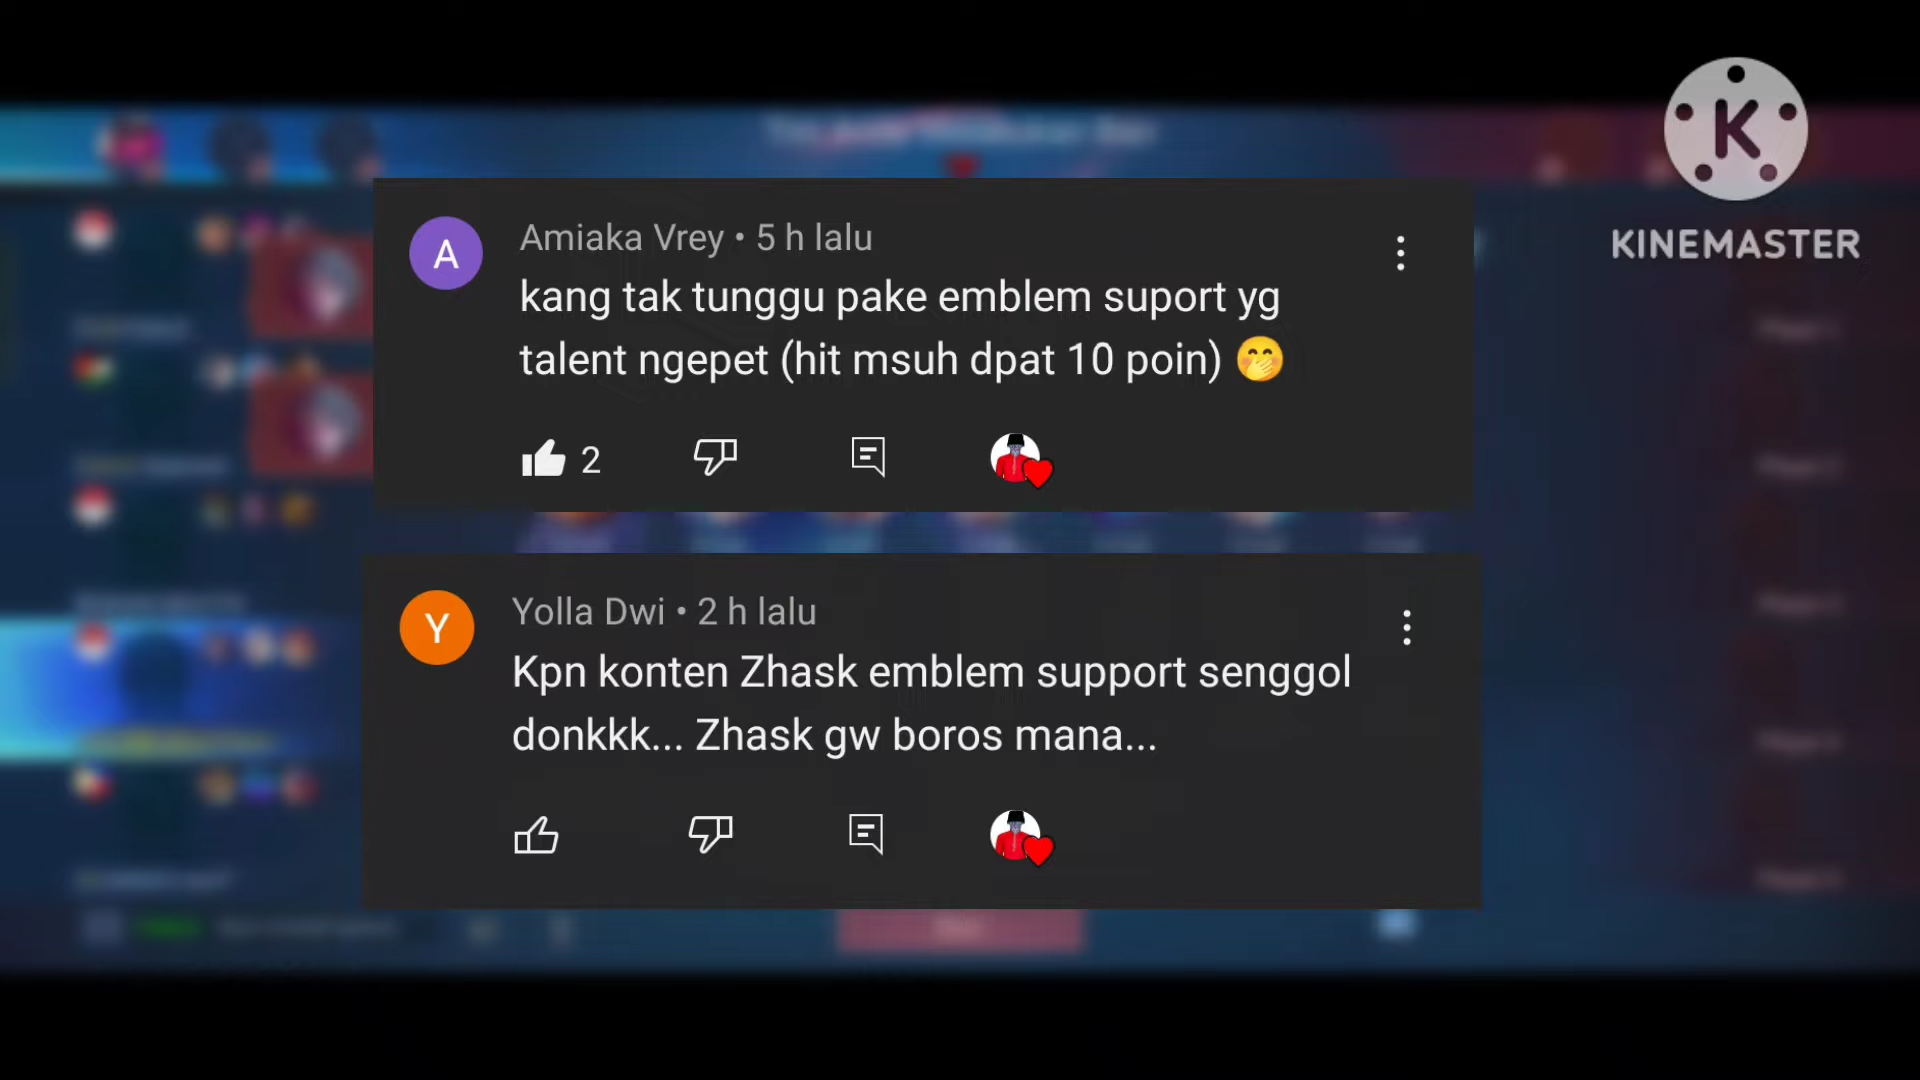 K
KINEMASTER
A
Amiaka Vrey • 5 h lalu
kang tak tunggu pake emblem suport yg
talent ngepet (hit msuh dpat 10 poin) 🤭
2
Y
Yolla Dwi • 2 h lalu
Kpn konten Zhask emblem support senggol
donkkk... Zhask gw boros mana...